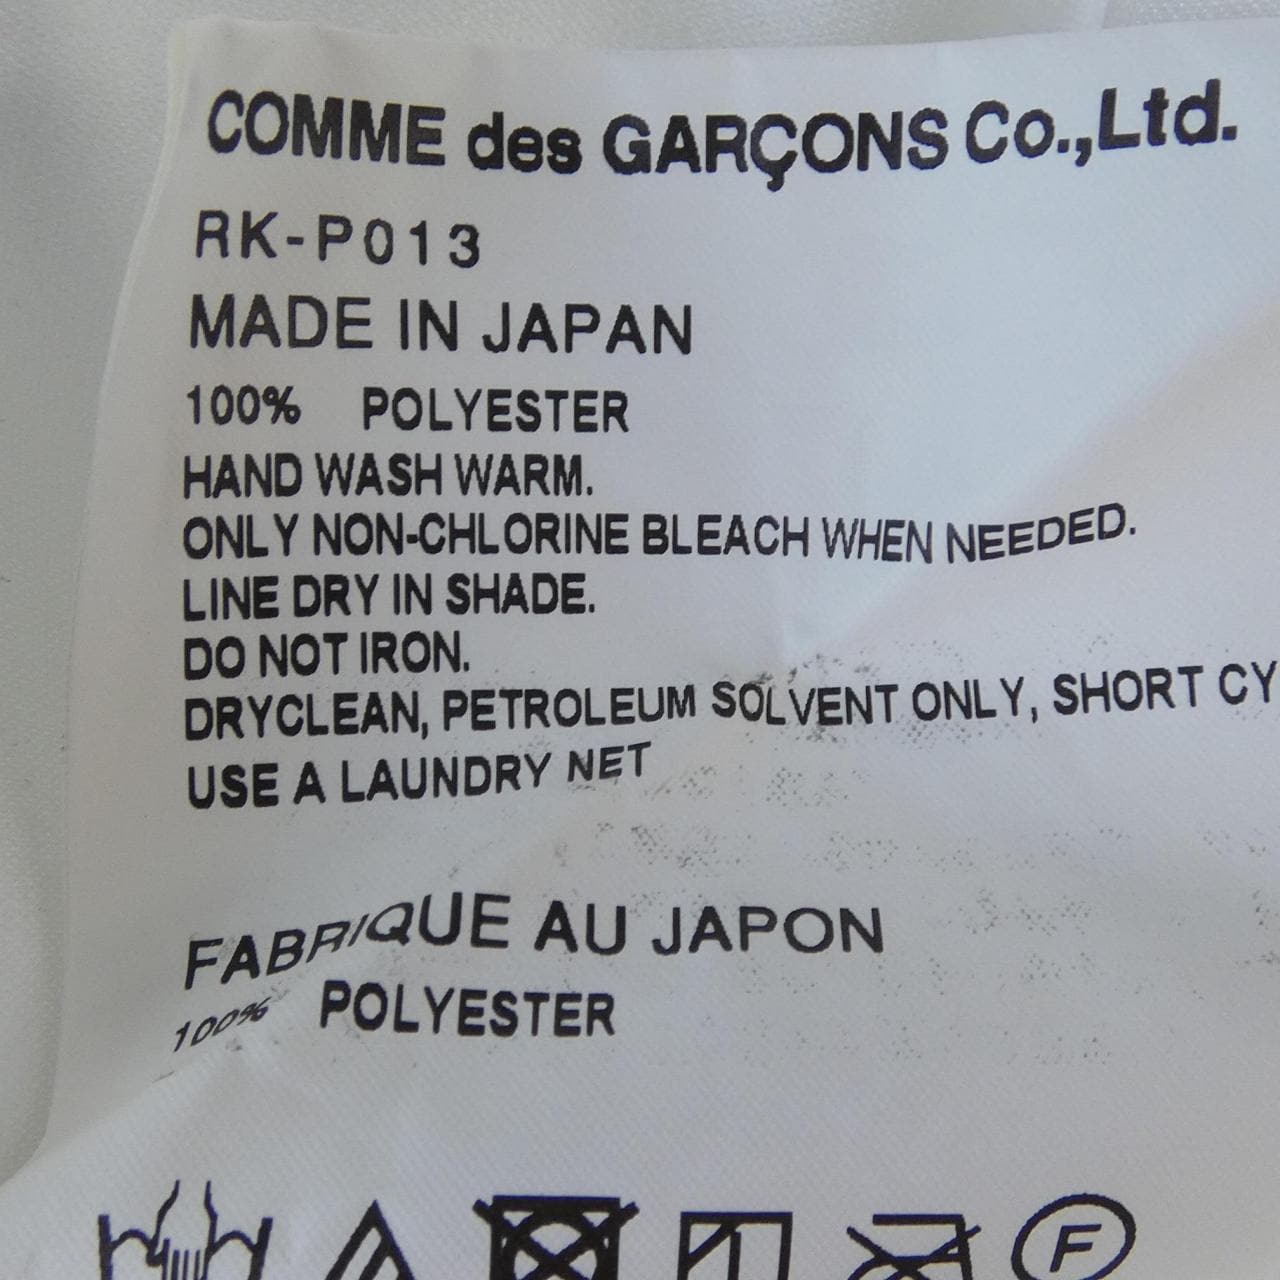 COMME des GARÇONS Co.,Ltd.
RK-P013
MADE IN JAPAN
100% POLYESTER
HAND WASH WARM.
ONLY NON-CHLORINE BLEACH WHEN NEEDED.
LINE DRY IN SHADE.
DO NOT IRON.
DRYCLEAN, PETROLEUM SOLVENT ONLY, SHORT CY
USE A LAUNDRY NET
FABRIQUE AU JAPON
100% POLYESTER
F